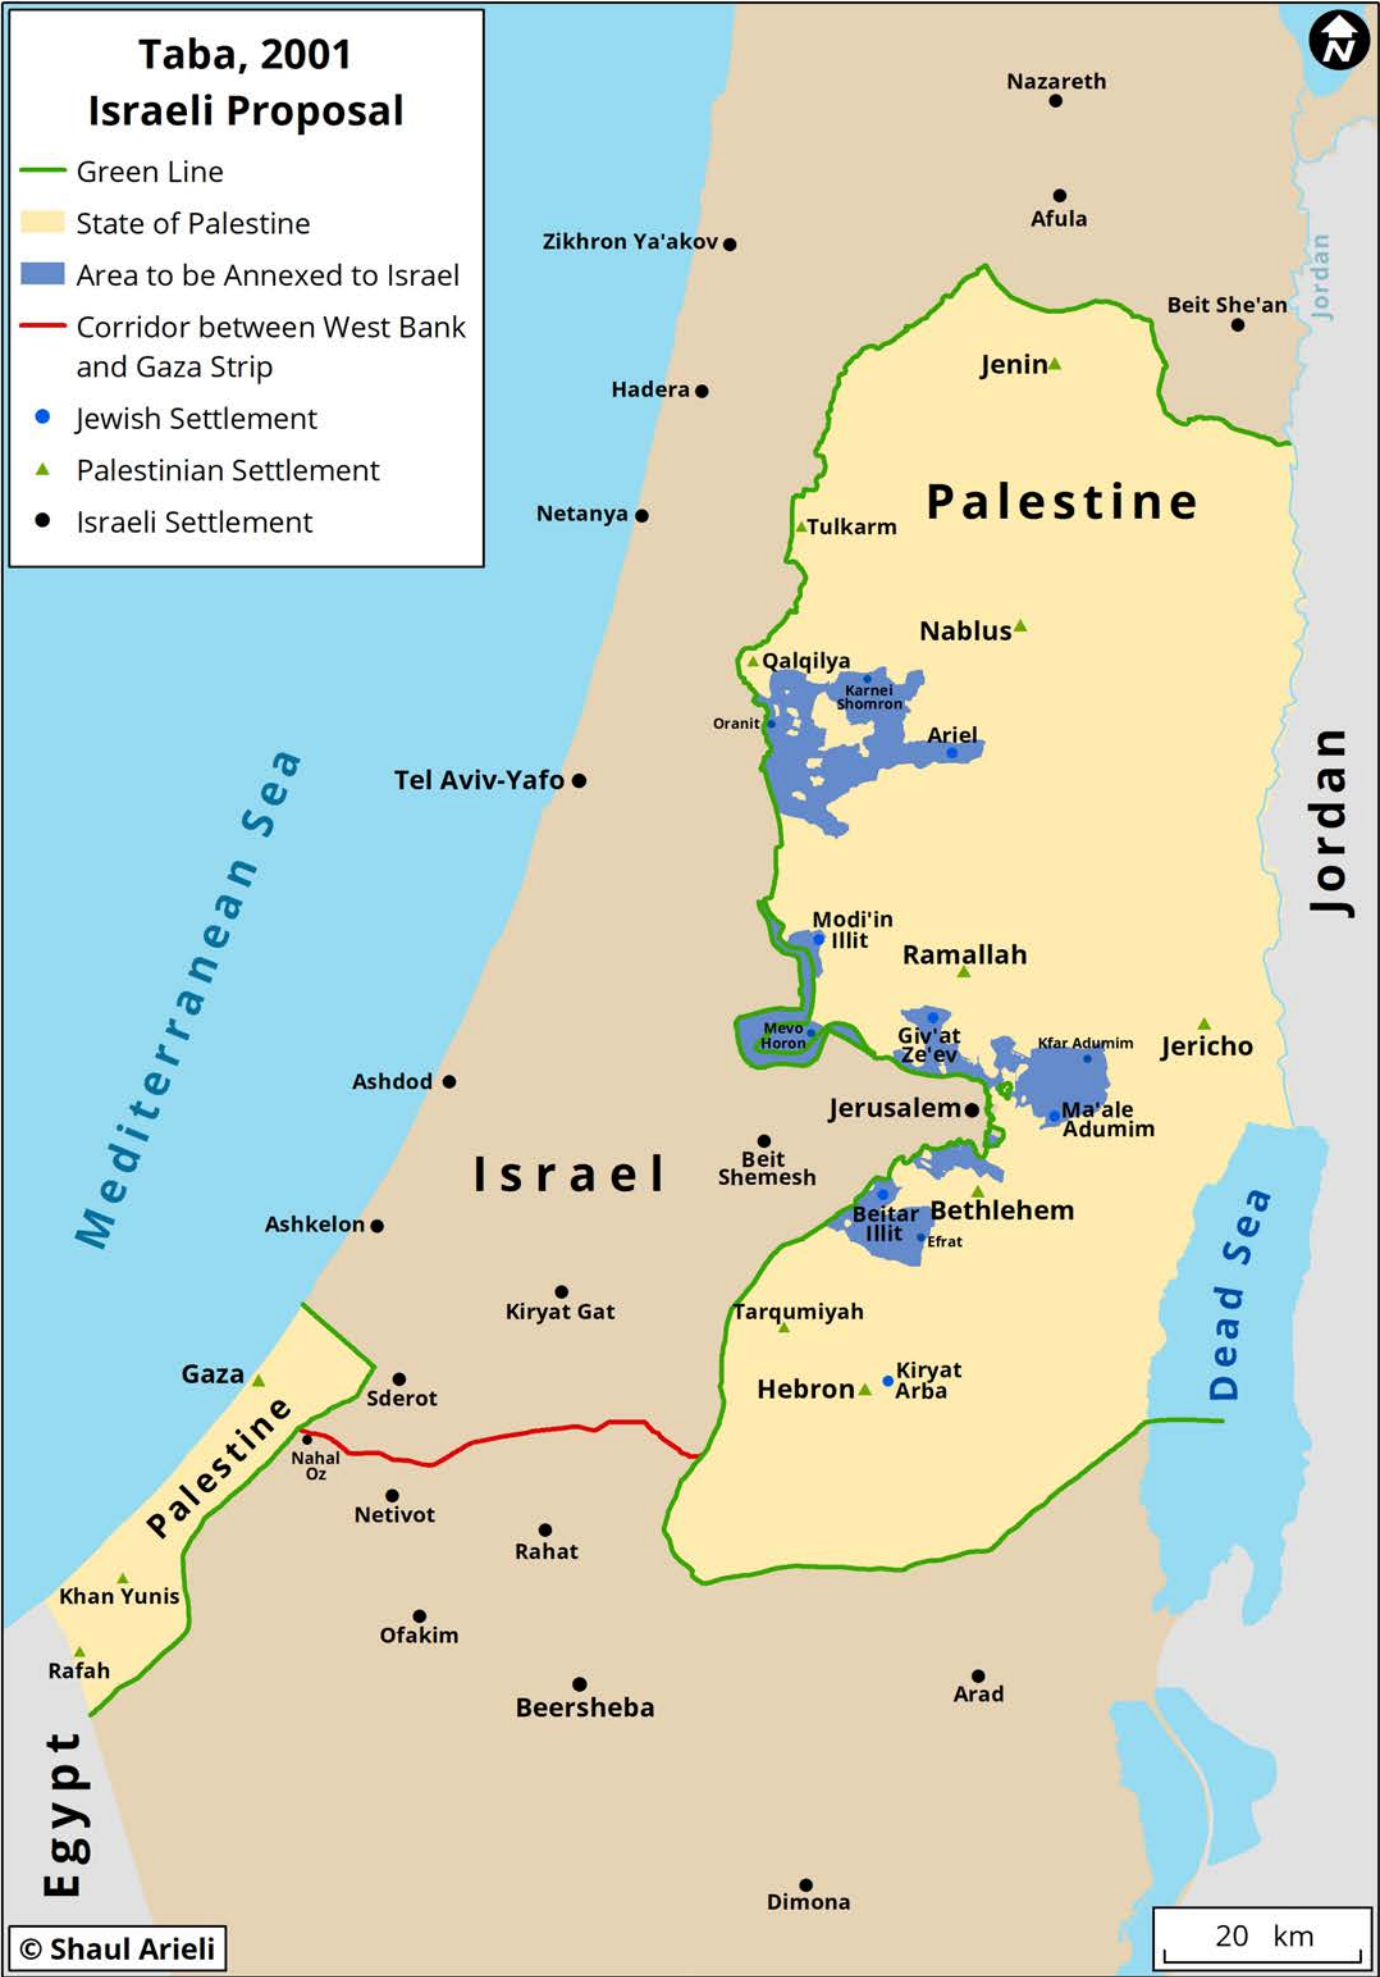 Taba, 2001
Israeli Proposal
Green Line
State of Palestine
Area to be Annexed to Israel
Corridor between West Bank
and Gaza Strip
Jewish Settlement
Palestinian Settlement
Israeli Settlement
N
Nazareth
Afula
Zikhron Ya'akov
Jordan
Beit She'an
Jenin
Hadera
Palestine
Netanya
Tulkarm
Nablus
Qalqilya
Karnei
Shomron
Oranit
Ariel
Tel Aviv-Yafo
Mediterranean Sea
Jordan
Modi'in
Illit
Ramallah
Mevo
Horon
Giv'at
Ze'ev
Kfar Adumim
Jericho
Ashdod
Jerusalem
Ma'ale
Adumim
Israel
Beit
Shemesh
Ashkelon
Beitar
Illit
Bethlehem
Efrat
Dead Sea
Kiryat Gat
Tarqumiyah
Gaza
Sderot
Hebron
Kiryat
Arba
Palestine
Nahal
Oz
Netivot
Rahat
Khan Yunis
Ofakim
Rafah
Beersheba
Arad
Egypt
Dimona
© Shaul Arieli
20 km